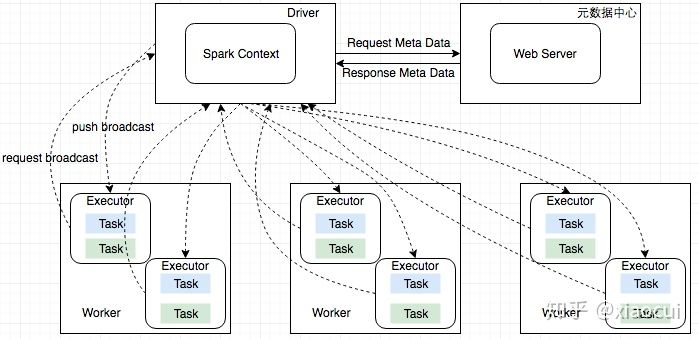 Driver
元数据中心
Spark Context
Request Meta Data
Web Server
Response Meta Data
push broadcast
request broadcast
Executor
Task
Task
Executor
Task
Task
Worker
Executor
Task
Task
Executor
Task
Task
Worker
Executor
Task
Task
Executor
Task
Task
Worker
知乎 @xiaocui